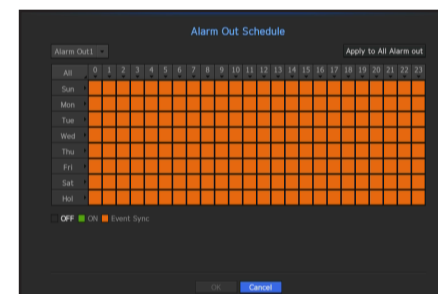 Alarm Out Schedule
Alarm Out1
Apply to All Alarm out
All 0 1 2 3 4 5 6 7 8 9 10 11 12 13 14 15 16 17 18 19 20 21 22 23
Sun
Mon
Tue
Wed
Thu
Fri
Sat
Hol
OFF ON Event Sync
OK Cancel